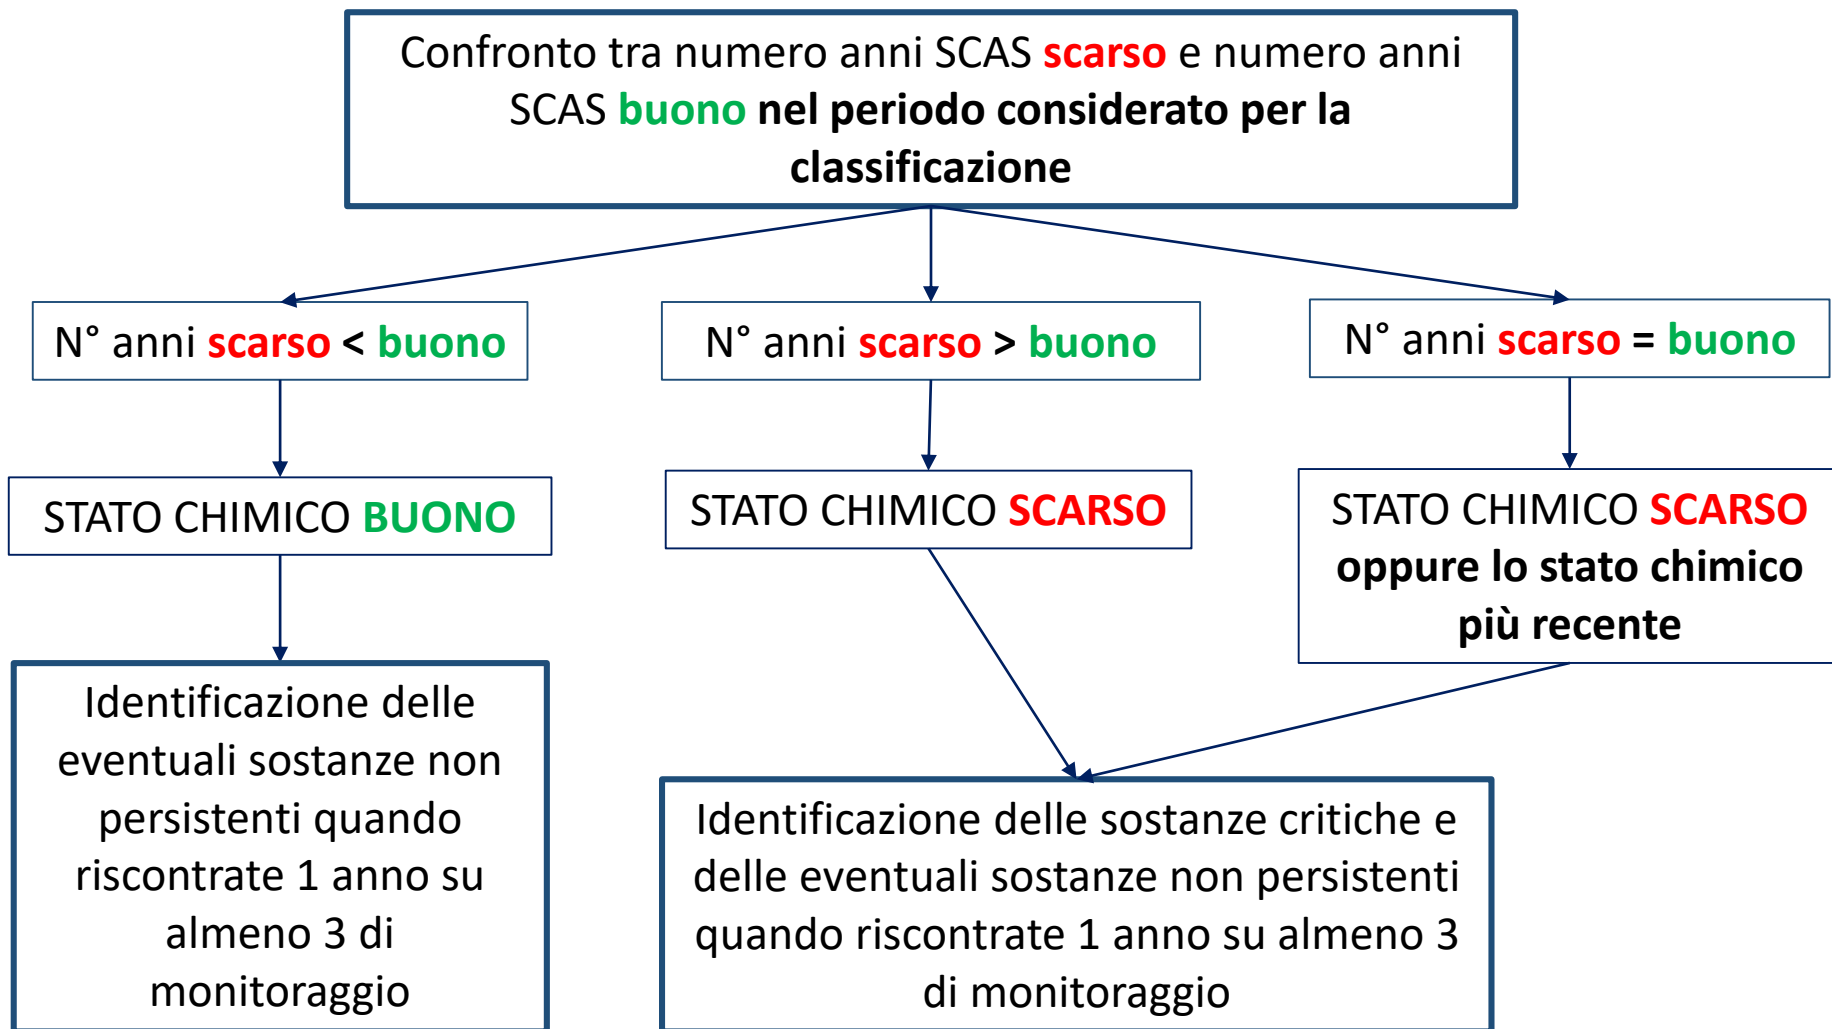 Confronto tra numero anni SCAS scarso e numero anni
SCAS buono nel periodo considerato per la
classificazione
N° anni scarso < buono
N° anni scarso > buono
N° anni scarso = buono
STATO CHIMICO BUONO
STATO CHIMICO SCARSO
STATO CHIMICO SCARSO
oppure lo stato chimico
più recente
Identificazione delle
eventuali sostanze non
persistenti quando
riscontrate 1 anno su
almeno 3 di
monitoraggio
Identificazione delle sostanze critiche e
delle eventuali sostanze non persistenti
quando riscontrate 1 anno su almeno 3
di monitoraggio